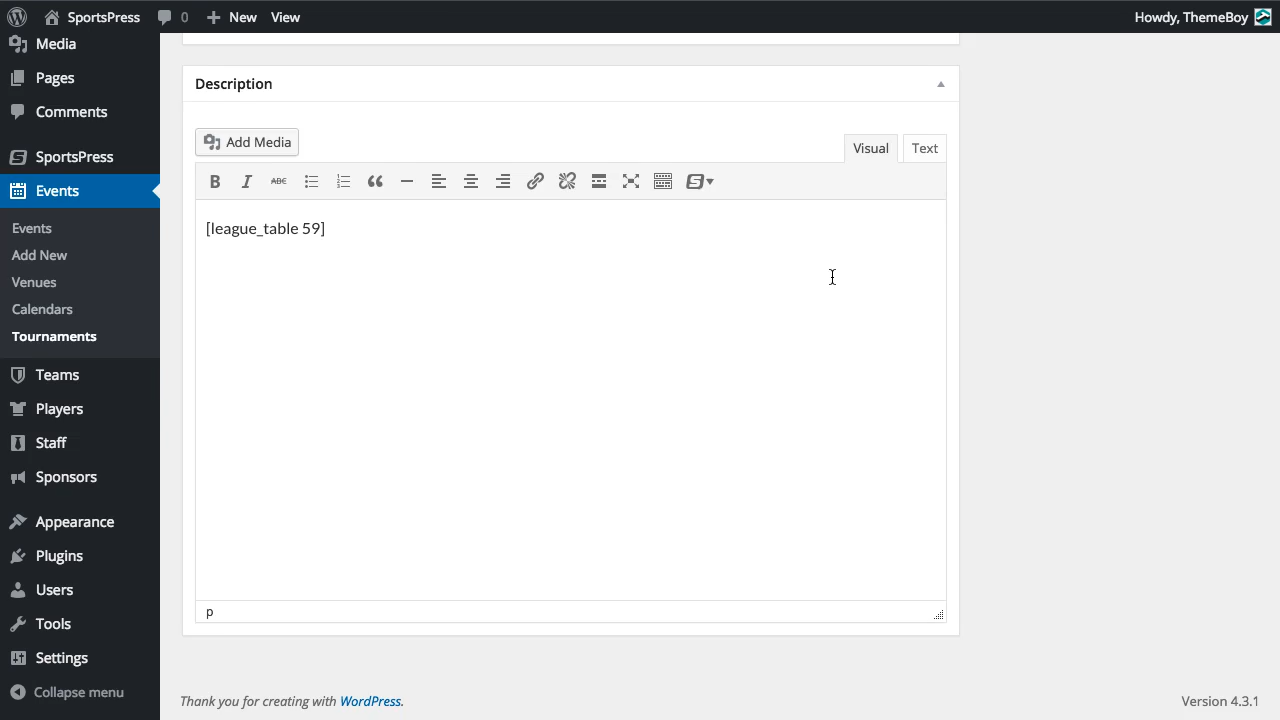 SportsPress 0 New View Howdy, ThemeBoy
Media
Pages
Comments
SportsPress
Events
Events
Add New
Venues
Calendars
Tournaments
Teams
Players
Staff
Sponsors
Appearance
Plugins
Users
Tools
Settings
Collapse menu
Description
Add Media
Visual Text
B I ABC
[league_table 59]
p
Thank you for creating with WordPress. Version 4.3.1